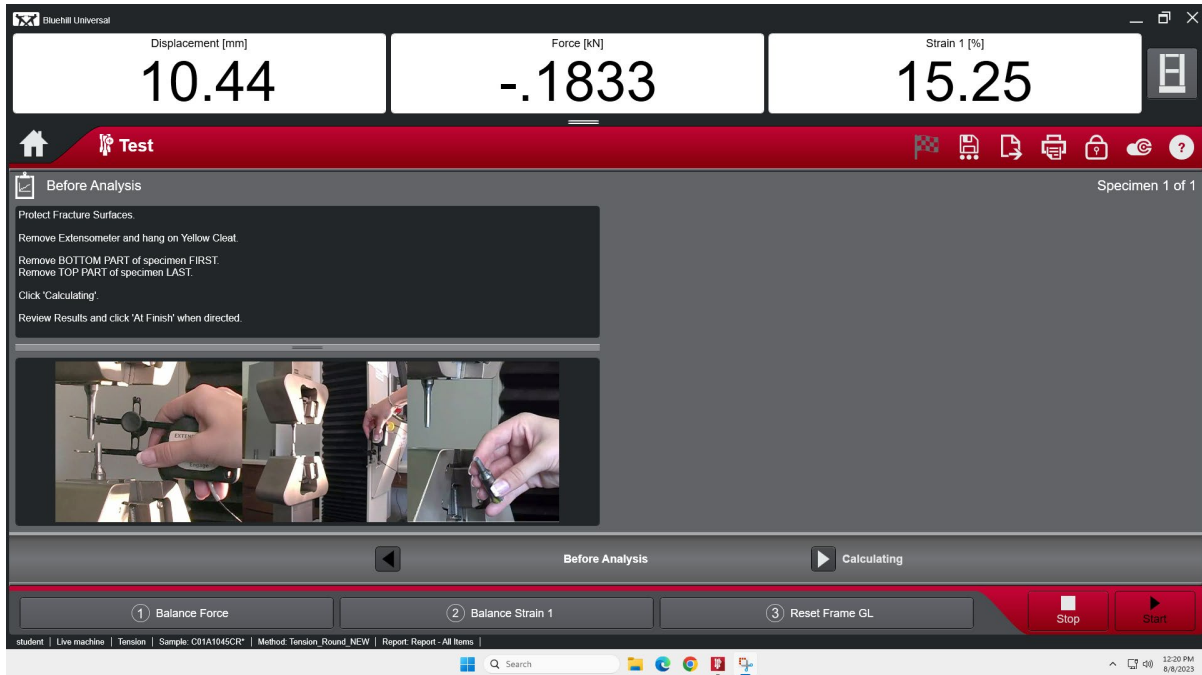 Bluehill Universal
Displacement [mm]
10.44
Force [kN]
-.1833
Strain 1 [%]
15.25
Test
?
Before Analysis
Specimen 1 of 1
Protect Fracture Surfaces.
Remove Extensometer and hang on Yellow Cleat.
Remove BOTTOM PART of specimen FIRST.
Remove TOP PART of specimen LAST.
Click 'Calculating'.
Review Results and click 'At Finish' when directed.
Engage
Before Analysis
Calculating
1 Balance Force
2 Balance Strain 1
3 Reset Frame GL
Stop
Start
student | Live machine | Tension | Sample: C01A1045CR* | Method: Tension_Round_NEW | Report: Report - All Items |
Search
12:20 PM
8/8/2023